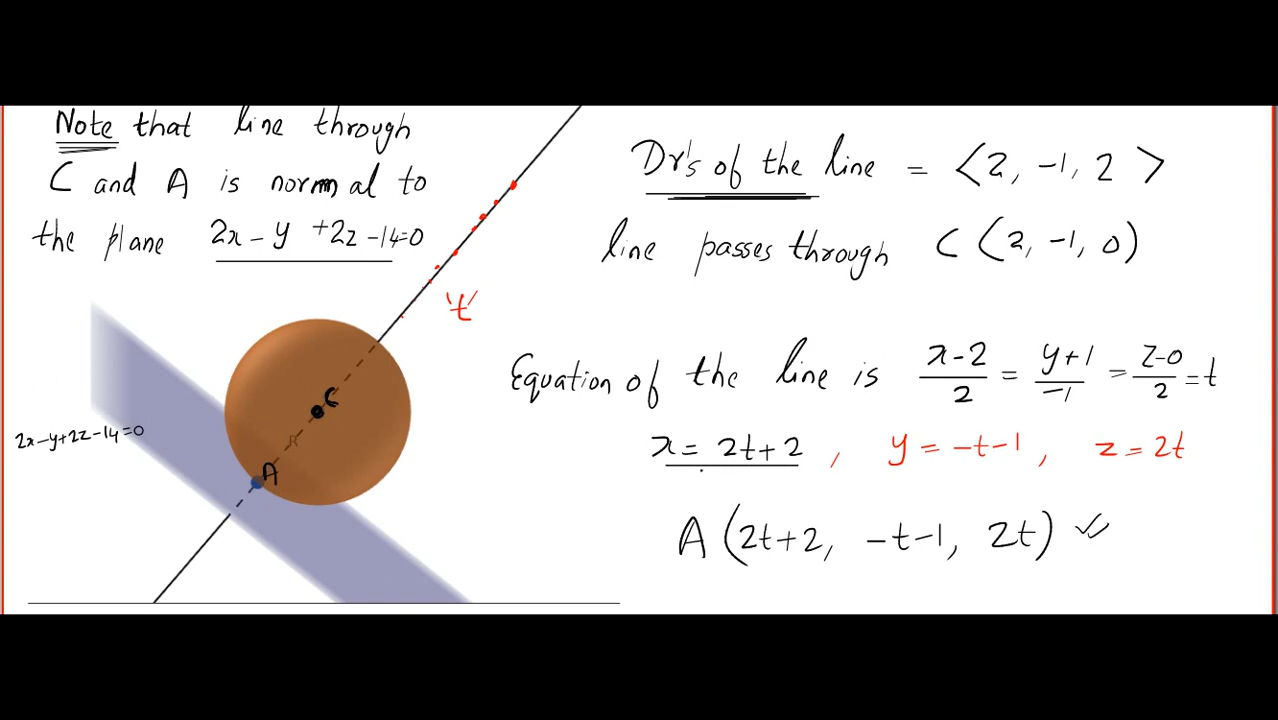 Note that line through
C and A is normal to
the plane 2x-y+2z-14=0
't'
C
R
A
2x-y+2z-14=0
Dr's of the line = <2, -1, 2>
line passes through C(2, -1, 0)
Equation of the line is x-2/2 = y+1/-1 = z-0/2 = t
x = 2t+2, y = -t-1, z = 2t
A(2t+2, -t-1, 2t) ✓